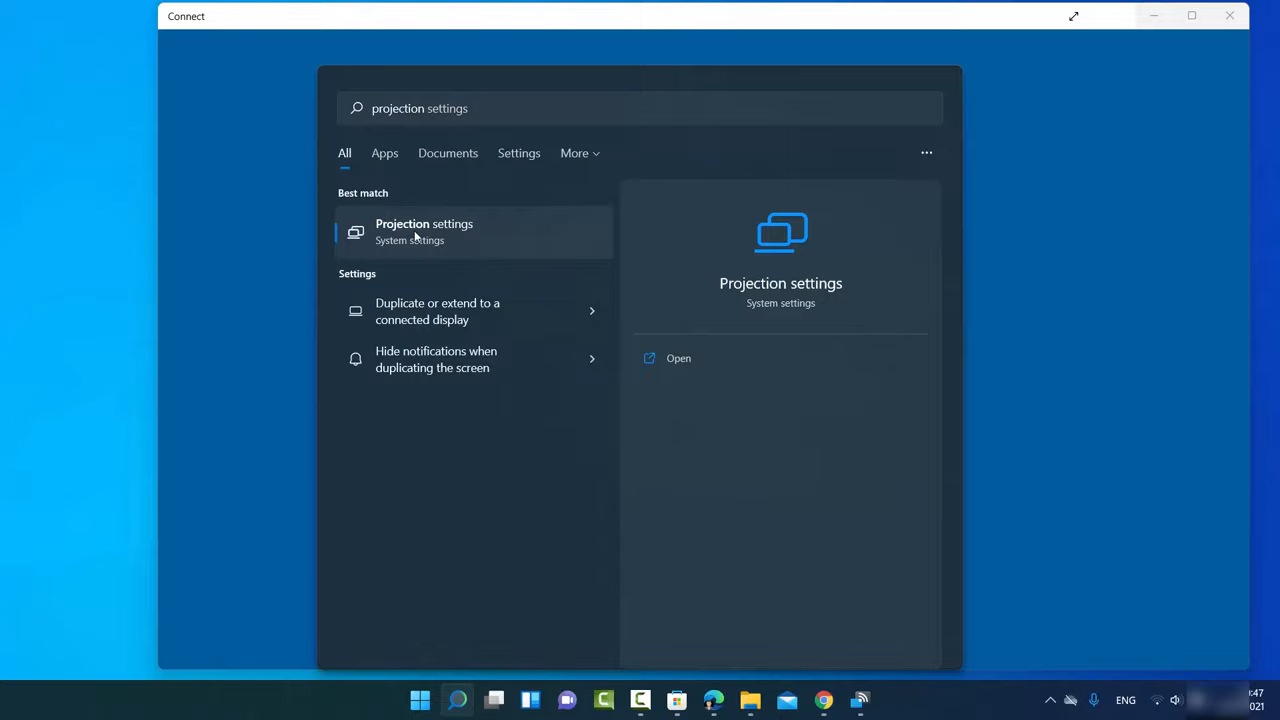 Connect
projection settings
All Apps Documents Settings More
Best match
Projection settings
System settings
Settings
Duplicate or extend to a
connected display
Hide notifications when
duplicating the screen
Projection settings
System settings
Open
ENG